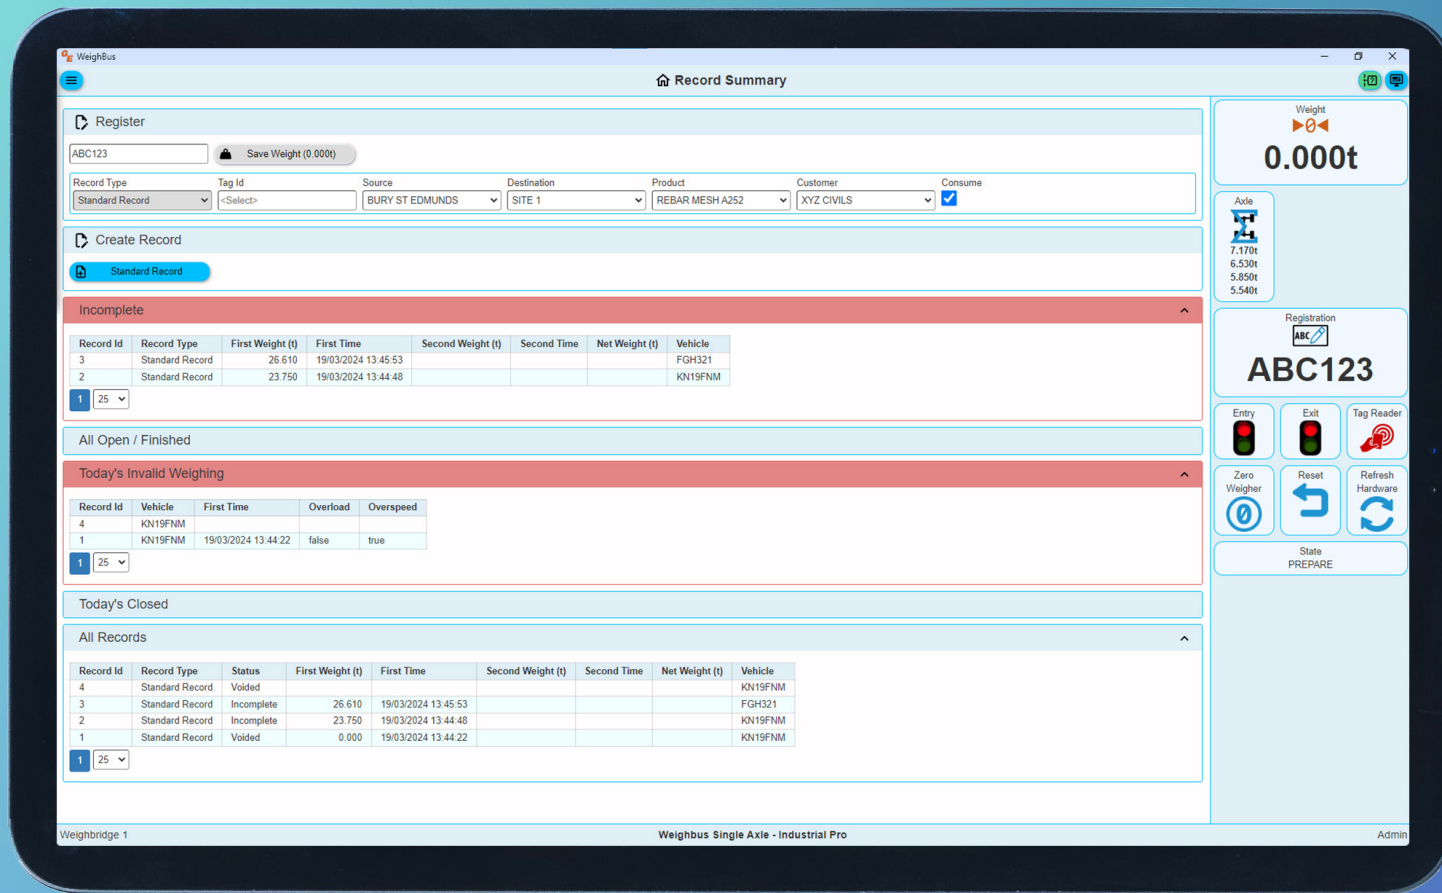 GE WeighBus
Record Summary
Register
ABC123 Save Weight (0.000t)
Record Type Tag Id Source Destination Product Customer Consume
Standard Record <Select> BURY ST EDMUNDS SITE 1 REBAR MESH A252 XYZ CIVILS
Create Record
Standard Record
Incomplete
Record Id Record Type First Weight (t) First Time Second Weight (t) Second Time Net Weight (t) Vehicle
3 Standard Record 26.610 19/03/2024 13:45:53 FGH321
2 Standard Record 23.750 19/03/2024 13:44:48 KN19FNM
1 25
All Open / Finished
Today's Invalid Weighing
Record Id Vehicle First Time Overload Overspeed
4 KN19FNM
1 KN19FNM 19/03/2024 13:44:22 false true
1 25
Today's Closed
All Records
Record Id Record Type Status First Weight (t) First Time Second Weight (t) Second Time Net Weight (t) Vehicle
4 Standard Record Voided KN19FNM
3 Standard Record Incomplete 26.610 19/03/2024 13:45:53 FGH321
2 Standard Record Incomplete 23.750 19/03/2024 13:44:48 KN19FNM
1 Standard Record Voided 0.000 19/03/2024 13:44:22 KN19FNM
1 25
Weight
0
0.000t
Axle
7.170t
6.530t
5.850t
5.540t
Registration
ABC
ABC123
Entry Exit Tag Reader
Zero Weigher Reset Refresh Hardware
0
State
PREPARE
Weighbridge 1 Weighbus Single Axle - Industrial Pro Admin